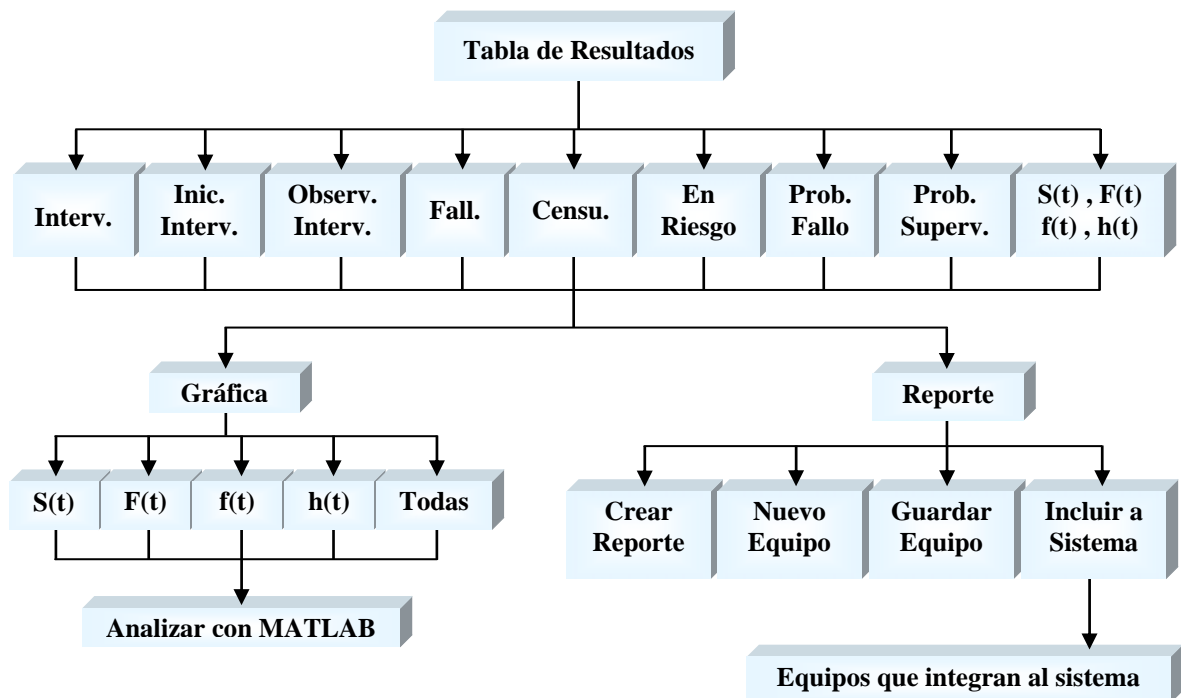 Tabla de Resultados
Interv.
Inic.
Interv.
Observ.
Interv.
Fall.
Censu.
En
Riesgo
Prob.
Fallo
Prob.
Superv.
S(t) , F(t)
f(t) , h(t)
Gráfica
Reporte
S(t)
F(t)
f(t)
h(t)
Todas
Crear
Reporte
Nuevo
Equipo
Guardar
Equipo
Incluir a
Sistema
Analizar con MATLAB
Equipos que integran al sistema